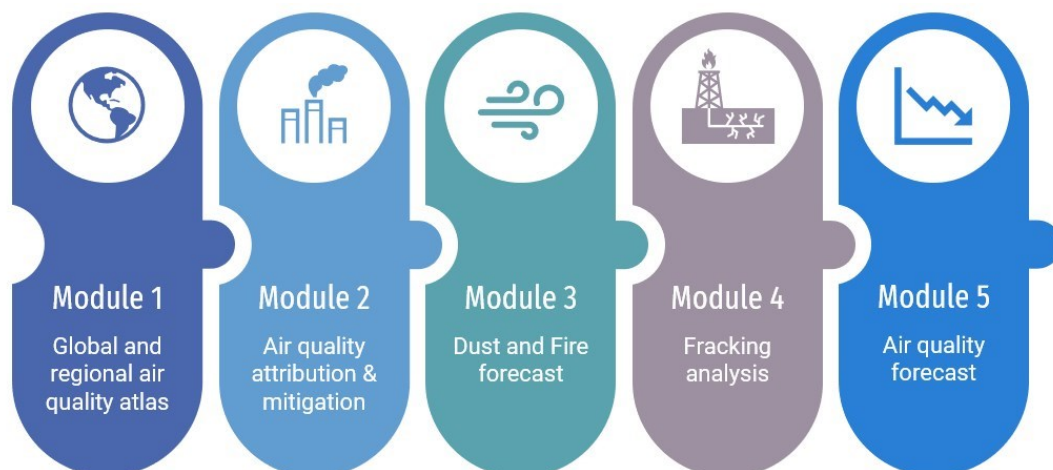 Module 1
Global and
regional air
quality atlas
Module 2
Air quality
attribution &
mitigation
Module 3
Dust and Fire
forecast
Module 4
Fracking
analysis
Module 5
Air quality
forecast